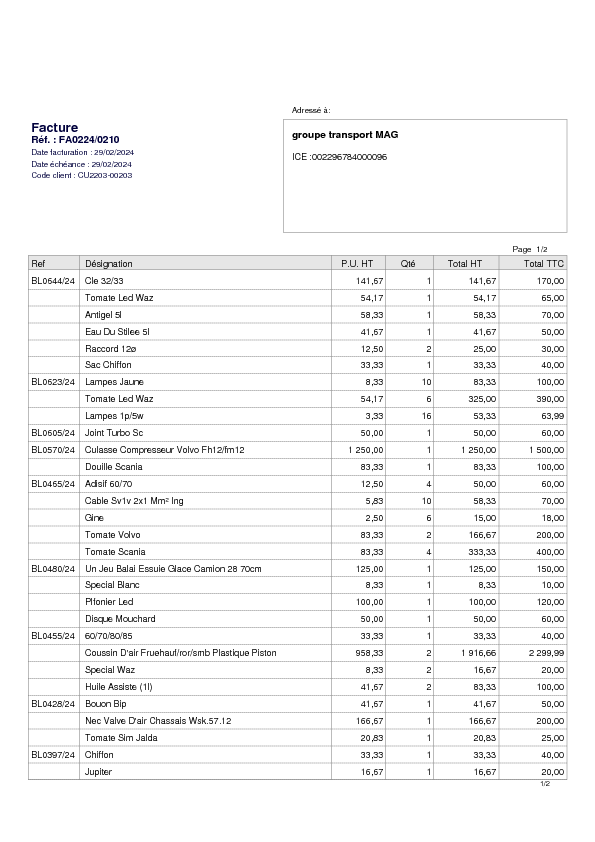 Adressé à:
Facture
Réf. : FA0224/0210
Date facturation : 29/02/2024
Date échéance : 29/02/2024
Code client : CU2203-00203
groupe transport MAG
ICE :002296784000096
Page 1/2
Ref Désignation P.U. HT Qté Total HT Total TTC
BL0644/24 Cle 32/33 141,67 1 141,67 170,00
Tomate Led Waz 54,17 1 54,17 65,00
Antigel 5l 58,33 1 58,33 70,00
Eau Du Stilee 5l 41,67 1 41,67 50,00
Raccord 12ø 12,50 2 25,00 30,00
Sac Chiffon 33,33 1 33,33 40,00
BL0623/24 Lampes Jaune 8,33 10 83,33 100,00
Tomate Led Waz 54,17 6 325,00 390,00
Lampes 1p/5w 3,33 16 53,33 63,99
BL0605/24 Joint Turbo Sc 50,00 1 50,00 60,00
BL0570/24 Culasse Compresseur Volvo Fh12/fm12 1 250,00 1 1 250,00 1 500,00
Douille Scania 83,33 1 83,33 100,00
BL0465/24 Adisif 60/70 12,50 4 50,00 60,00
Cable Sv1v 2x1 Mm² Ing 5,83 10 58,33 70,00
Gine 2,50 6 15,00 18,00
Tomate Volvo 83,33 2 166,67 200,00
Tomate Scania 83,33 4 333,33 400,00
BL0480/24 Un Jeu Balai Essuie Glace Camion 28 70cm 125,00 1 125,00 150,00
Special Blanc 8,33 1 8,33 10,00
Plfonier Led 100,00 1 100,00 120,00
Disque Mouchard 50,00 1 50,00 60,00
BL0455/24 60/70/80/85 33,33 1 33,33 40,00
Coussin D'air Fruehauf/ror/smb Plastique Piston 958,33 2 1 916,66 2 299,99
Special Waz 8,33 2 16,67 20,00
Huile Assiste (1l) 41,67 2 83,33 100,00
BL0428/24 Bouon Bip 41,67 1 41,67 50,00
Nec Valve D'air Chassais Wsk.57.12 166,67 1 166,67 200,00
Tomate Sim Jalda 20,83 1 20,83 25,00
BL0397/24 Chiffon 33,33 1 33,33 40,00
Jupiter 16,67 1 16,67 20,00
1/2